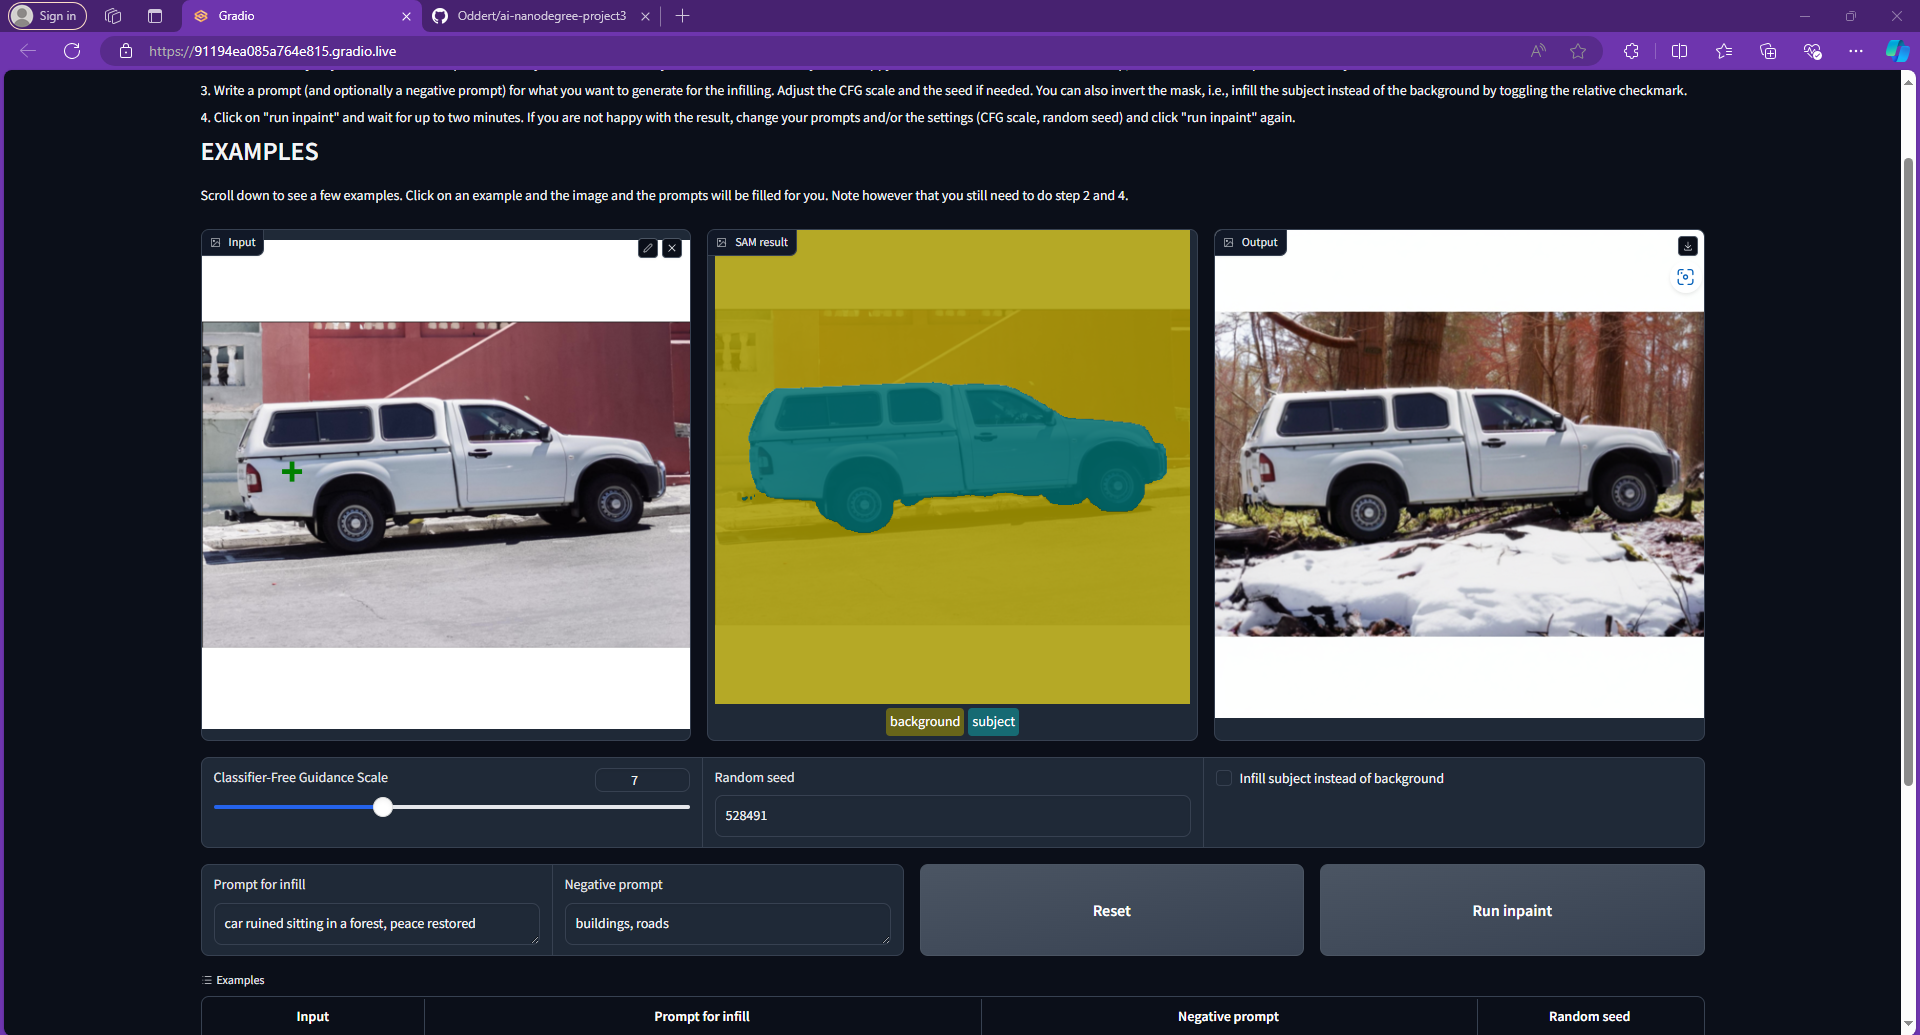 Sign in
Gradio
Oddert/ai-nanodegree-project3
https://91194ea085a764e815.gradio.live
3. Write a prompt (and optionally a negative prompt) for what you want to generate for the infilling. Adjust the CFG scale and the seed if needed. You can also invert the mask, i.e., infill the subject instead of the background by toggling the relative checkmark.
4. Click on "run inpaint" and wait for up to two minutes. If you are not happy with the result, change your prompts and/or the settings (CFG scale, random seed) and click "run inpaint" again.
EXAMPLES
Scroll down to see a few examples. Click on an example and the image and the prompts will be filled for you. Note however that you still need to do step 2 and 4.
Input
SAM result
Output
background subject
Classifier-Free Guidance Scale
7
Random seed
528491
Infill subject instead of background
Prompt for infill
car ruined sitting in a forest, peace restored
Negative prompt
buildings, roads
Reset
Run inpaint
Examples
Input Prompt for infill Negative prompt Random seed